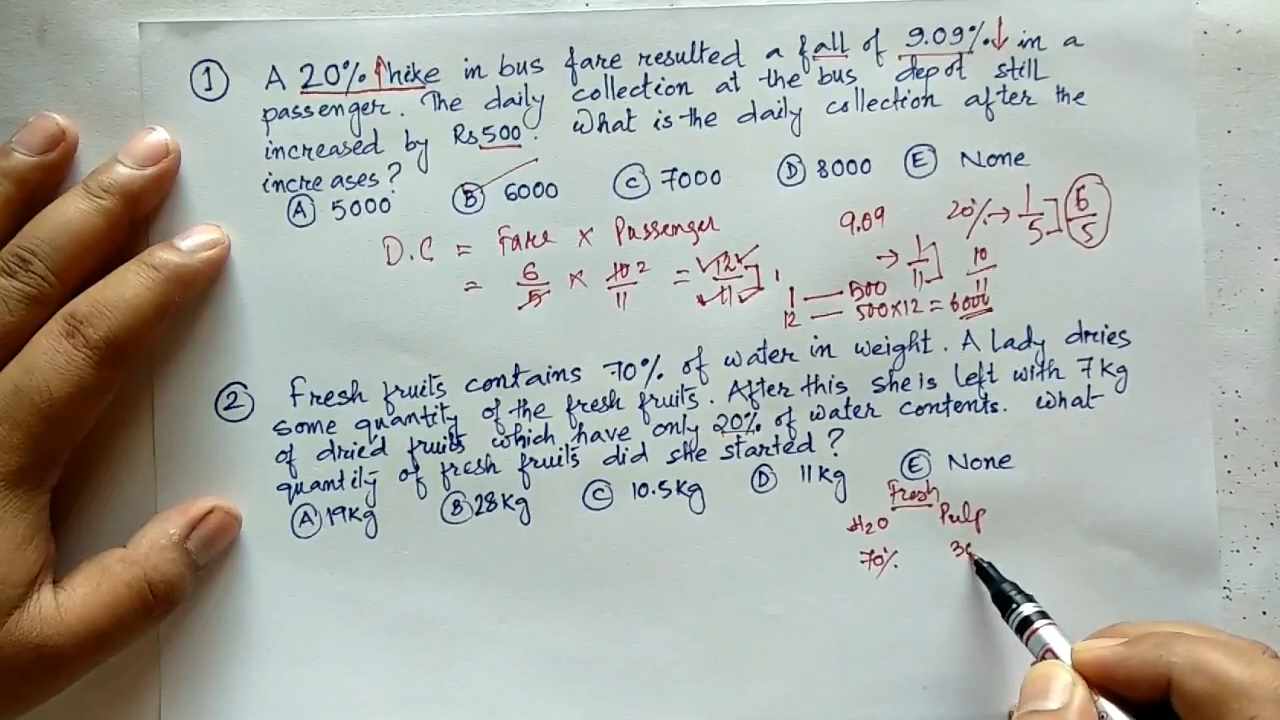 ① A 20%↑hike in bus fare resulted a fall of 9.09%↓ in a
passenger. The daily collection at the bus depot still
increased by Rs 500. What is the daily collection after the
increases?
Ⓐ 5000 Ⓑ 6000 Ⓒ 7000 Ⓓ 8000 Ⓔ None
D.C = Fare × Passenger
= 6/5 × 10 2/11 = 12/11 ] 1
9.09
→ 1/11 ] 10/11
20% → 1/5 ] 6/5
1 — 500
12 — 500×12 = 6000
② Fresh fruits contains 70% of water in weight. A lady dries
some quantity of the fresh fruits. After this she is left with 7kg
of dried fruits which have only 20% of water contents. What
quantity of fresh fruits did she started?
Ⓐ 19Kg Ⓑ 28Kg Ⓒ 10.5Kg Ⓓ 11Kg Ⓔ None
Fresh
H2O Pulp
70% 30